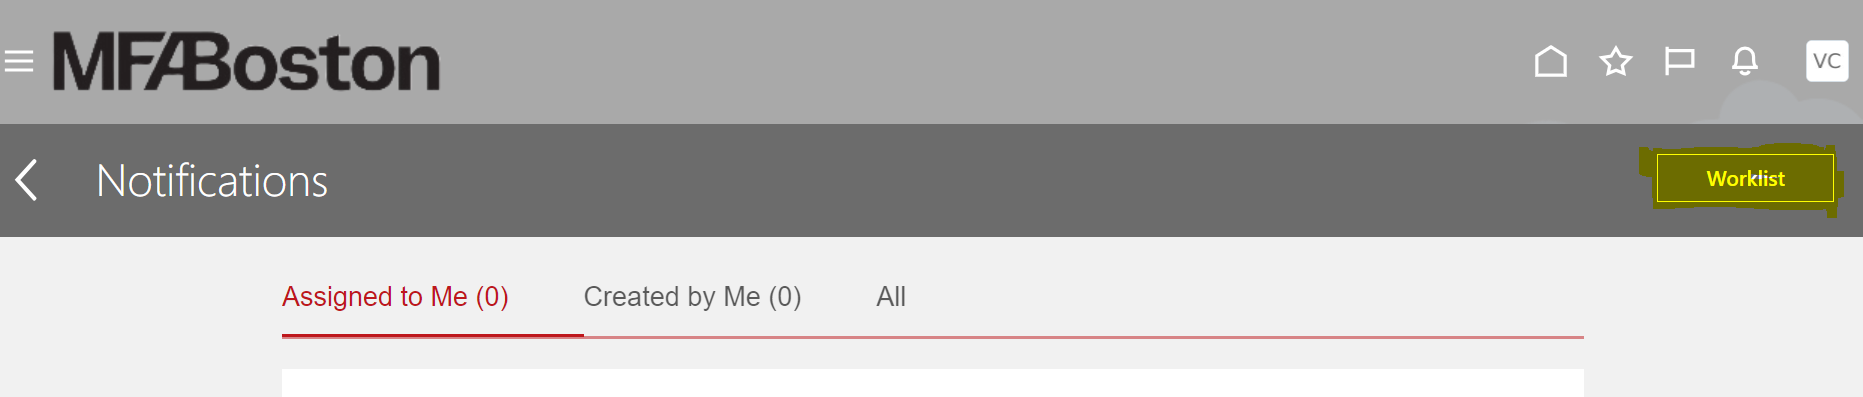 MFABoston
VC
Notifications
Worklist
Assigned to Me (0)
Created by Me (0)
All